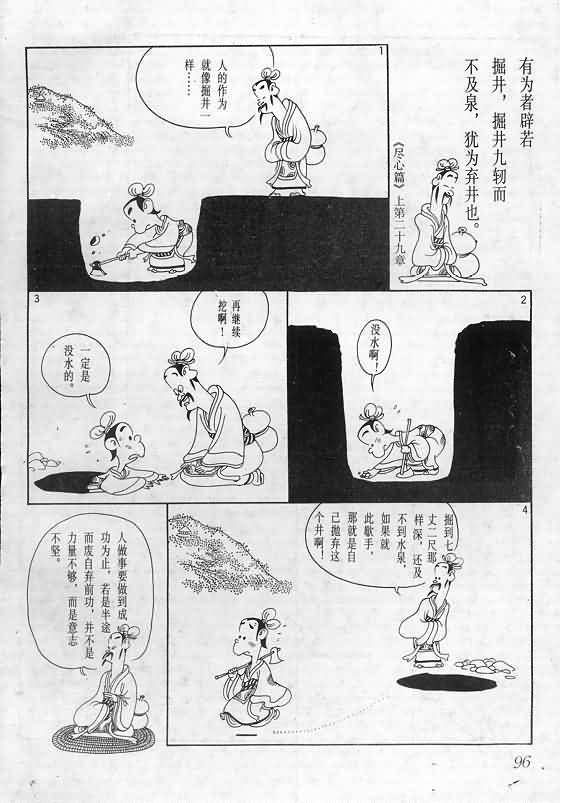 有为者辟若
掘井，掘井九轫而
不及泉，犹为弃井也。
《尽心篇》上第二十九章
1
人的作为
就像掘井一
样……
2
没水啊！
3
再继续
挖啊！
一定是
没水的。
4
掘到七
丈二尺那
样深，还及
不到水泉，
如果就
此歇手，
那就是自
己抛弃这
个井啊！
人做事要做到成
功为止，若是半途
而废自弃前功，并不是
力量不够，而是意志
不坚。
96